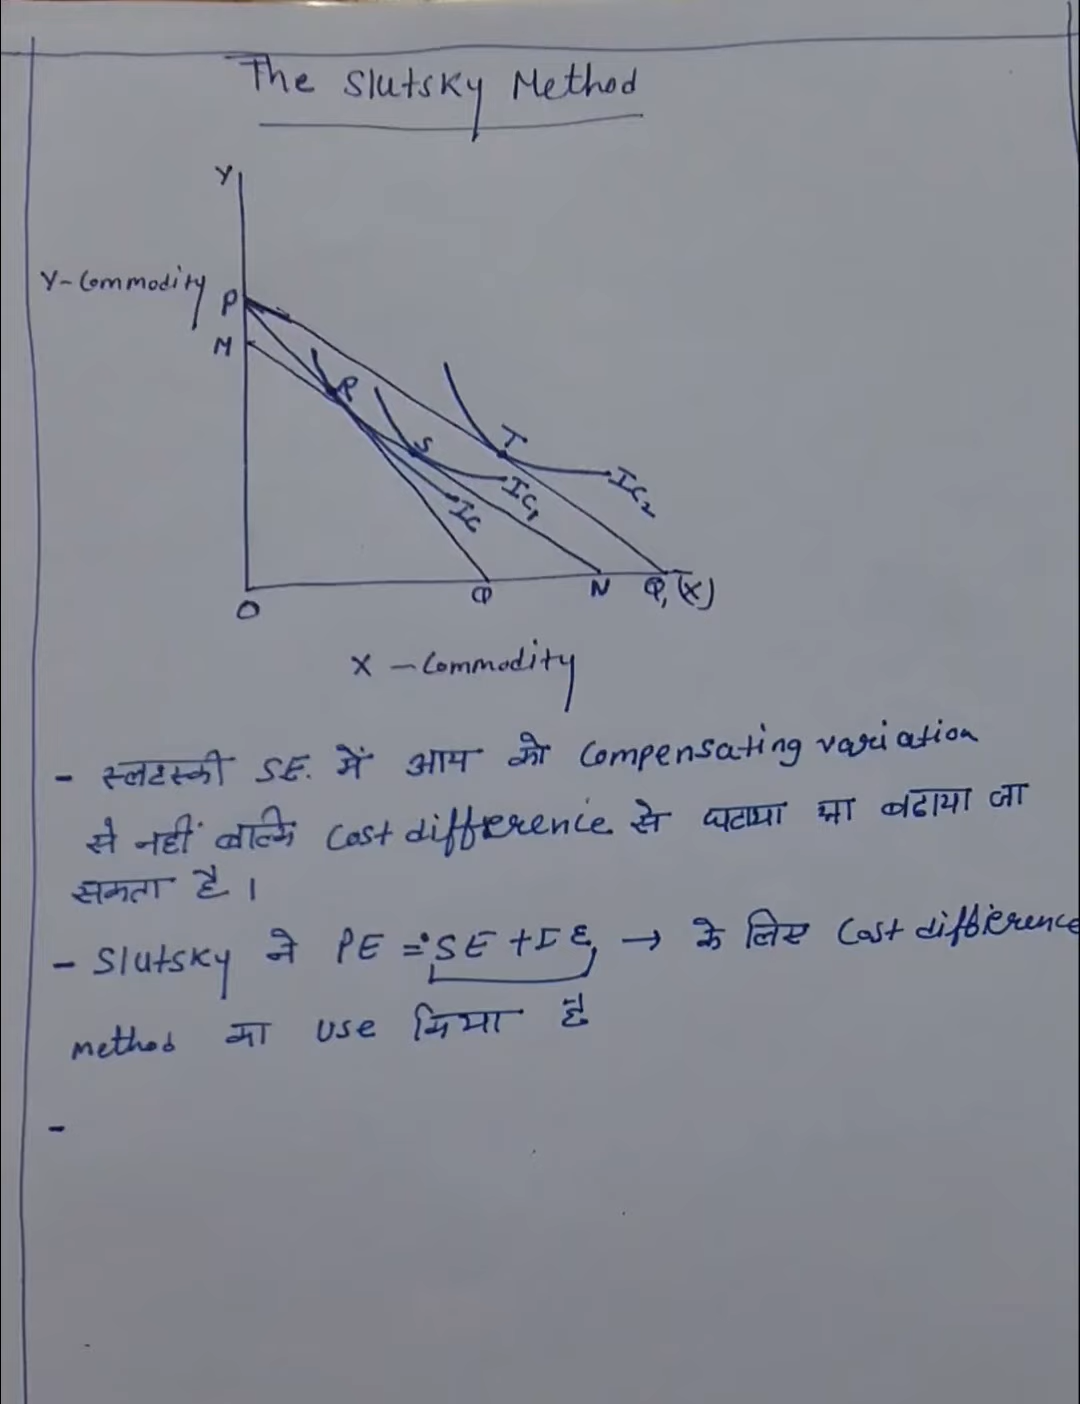 The Slutsky Method
Y
Y-Commodity
P
M
R
S
T
IC
IC1
IC2
O
Q
N
Q1 (X)
X - Commodity
- स्लटस्की S.E. में आय को Compensating variation
से नहीं बल्कि Cost difference से घटाया या बढाया जा
सकता है ।
- Slutsky ने PE = SE + IE → के लिए Cost difference
method का use किया है
-